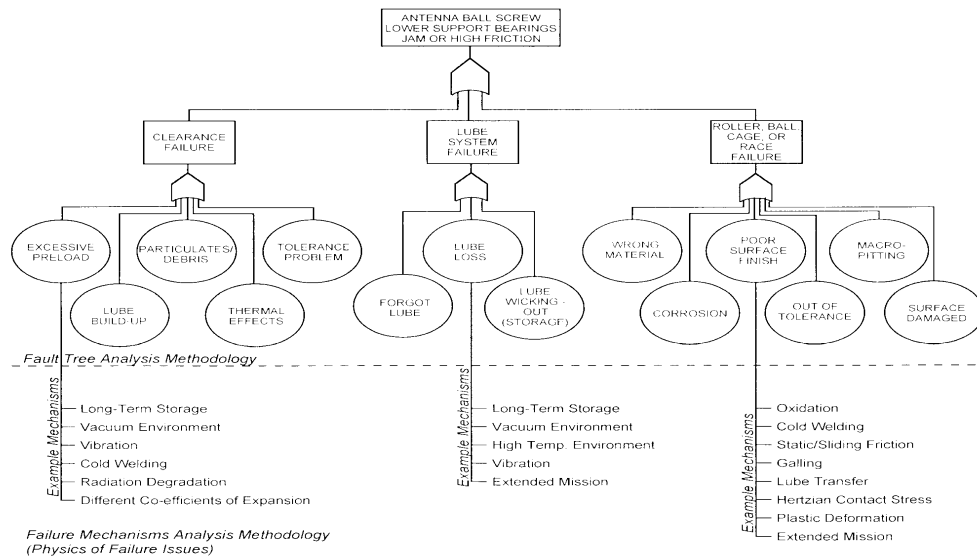 ANTENNA BALL SCREW
LOWER SUPPORT BEARINGS
JAM OR HIGH FRICTION
CLEARANCE
FAILURE
LUBE
SYSTEM
FAILURE
ROLLER, BALL,
CAGE, OR
RACE
FAILURE
EXCESSIVE
PRELOAD
PARTICULATES/
DEBRIS
TOLERANCE
PROBLEM
LUBE
BUILD-UP
THERMAL
EFFECTS
LUBE
LOSS
FORGOT
LUBE
LUBE
WICKING -
OUT
(STORAGE)
WRONG
MATERIAL
POOR
SURFACE
FINISH
MACRO-
PITTING
CORROSION
OUT OF
TOLERANCE
SURFACE
DAMAGED
Fault Tree Analysis Methodology
Example Mechanisms
Long-Term Storage
Vacuum Environment
Vibration
Cold Welding
Radiation Degradation
Different Co-efficients of Expansion
Example Mechanisms
Long-Term Storage
Vacuum Environment
High Temp. Environment
Vibration
Extended Mission
Example Mechanisms
Oxidation
Cold Welding
Static/Sliding Friction
Galling
Lube Transfer
Hertzian Contact Stress
Plastic Deformation
Extended Mission
Failure Mechanisms Analysis Methodology
(Physics of Failure Issues)